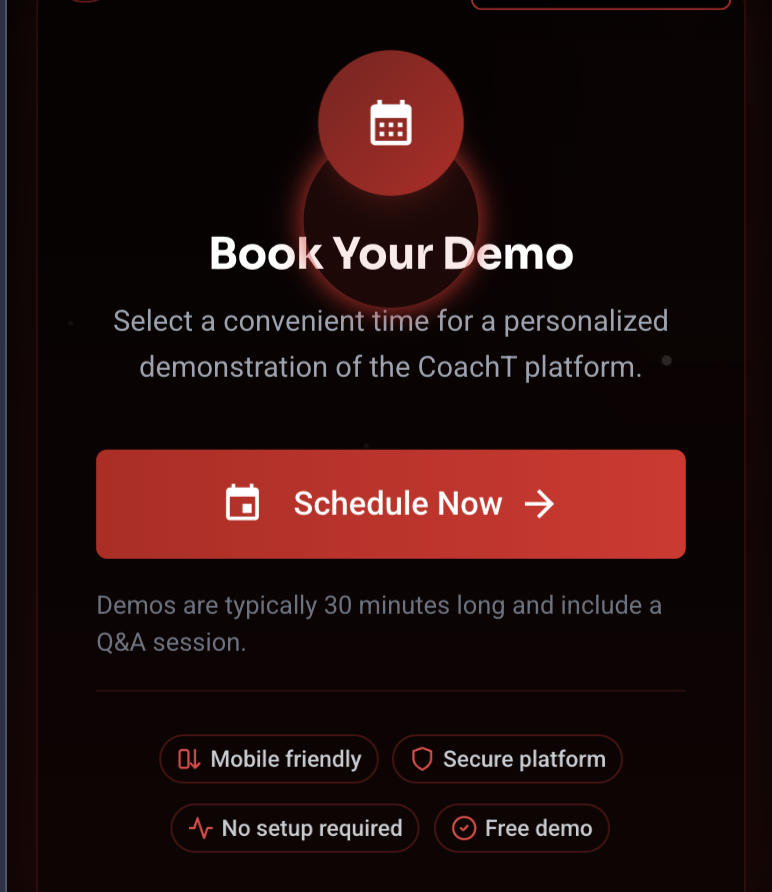 Book Your Demo
Select a convenient time for a personalized
demonstration of the CoachT platform.
Schedule Now
Demos are typically 30 minutes long and include a
Q&A session.
Mobile friendly
Secure platform
No setup required
Free demo